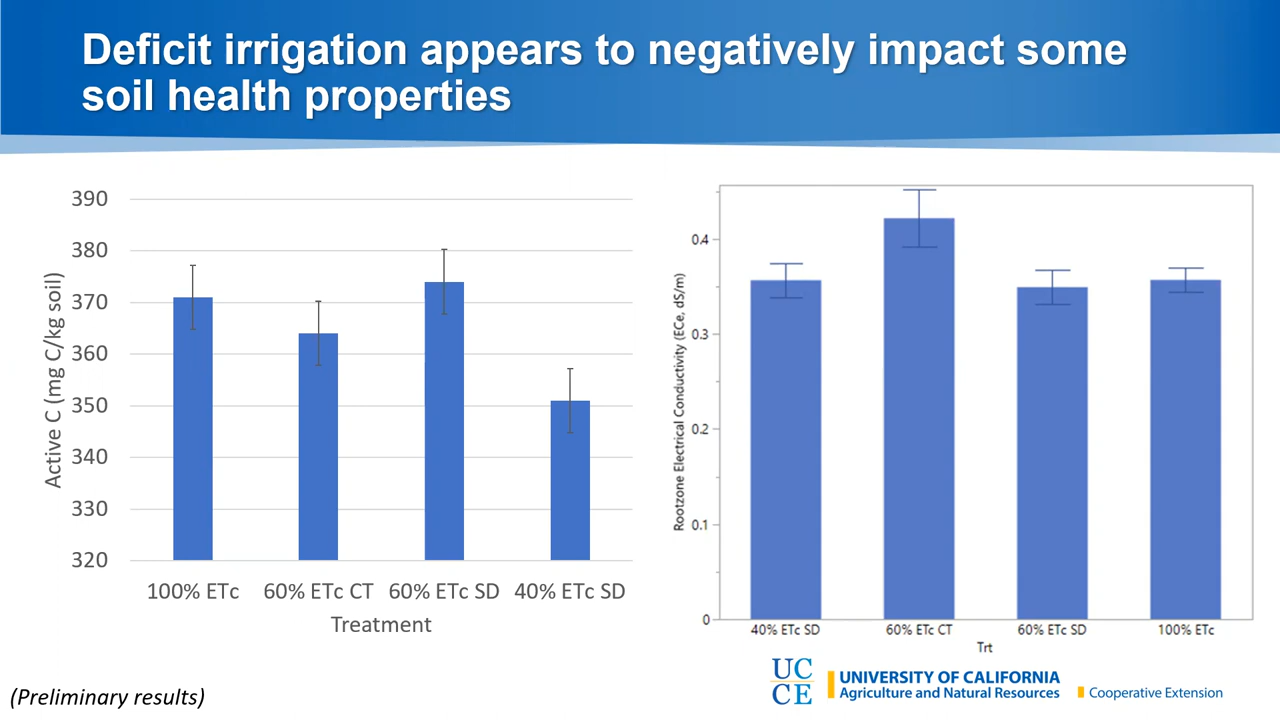 Deficit irrigation appears to negatively impact some
soil health properties
390
380
370
360
350
340
330
320
Active C (mg C/kg soil)
100% ETc
60% ETc CT
60% ETc SD
40% ETc SD
Treatment
0.4
0.3
0.2
0.1
0
Rootzone Electrical Conductivity (ECe, dS/m)
40% ETc SD
60% ETc CT
60% ETc SD
100% ETc
Trt
(Preliminary results)
UC
CE
UNIVERSITY OF CALIFORNIA
Agriculture and Natural Resources
Cooperative Extension